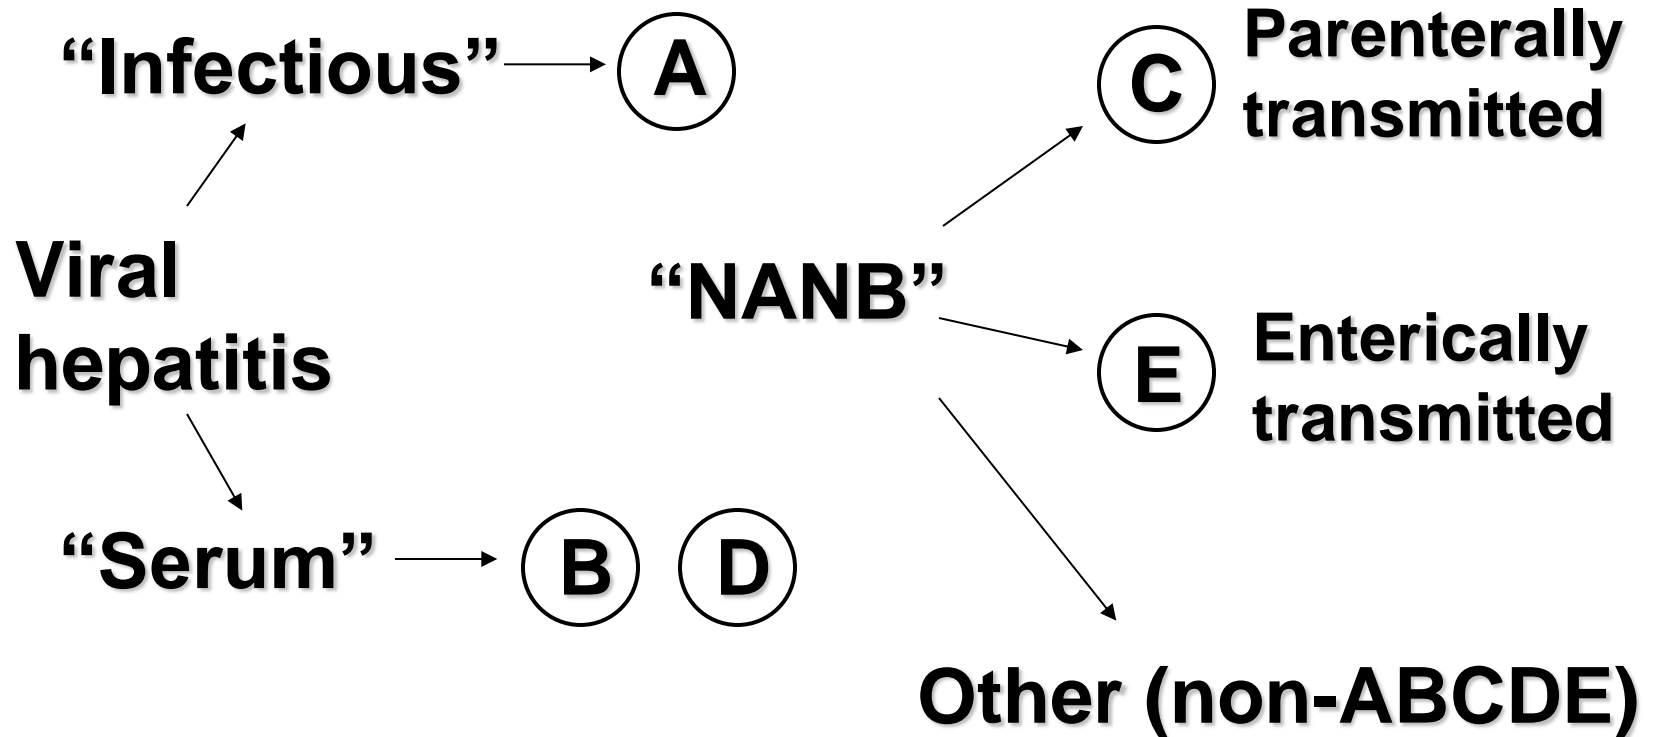 “Infectious”
A
C
Parenterally
transmitted
Viral
hepatitis
“NANB”
E
Enterically
transmitted
“Serum”
B
D
Other (non-ABCDE)